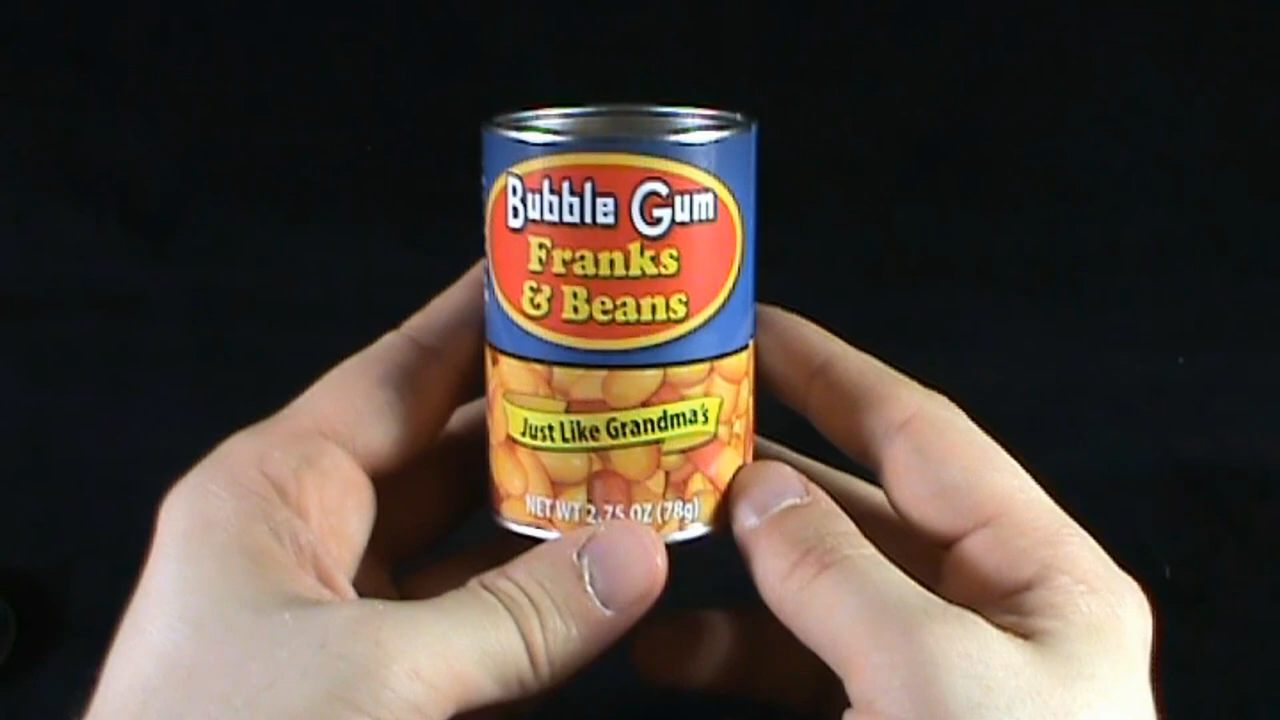 Bubble Gum
Franks
& Beans
Just Like Grandma's
NET WT 2.75 OZ (78g)